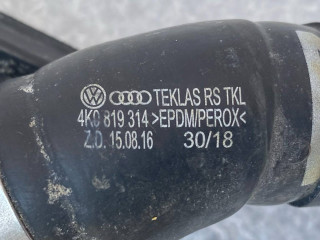 TEKLAS RS TKL
4K0 819 314 >EPDM/PEROX<
Z.D. 15.08.16 30/18